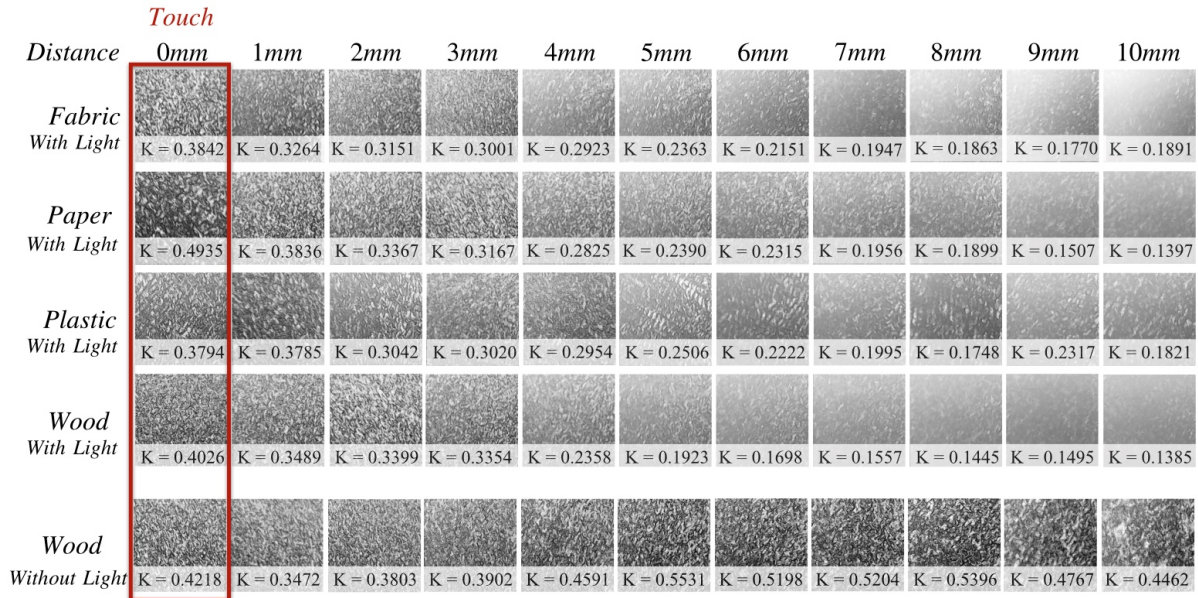 Touch
Distance 0mm 1mm 2mm 3mm 4mm 5mm 6mm 7mm 8mm 9mm 10mm
Fabric
With Light
K = 0.3842 K = 0.3264 K = 0.3151 K = 0.3001 K = 0.2923 K = 0.2363 K = 0.2151 K = 0.1947 K = 0.1863 K = 0.1770 K = 0.1891
Paper
With Light
K = 0.4935 K = 0.3836 K = 0.3367 K = 0.3167 K = 0.2825 K = 0.2390 K = 0.2315 K = 0.1956 K = 0.1899 K = 0.1507 K = 0.1397
Plastic
With Light
K = 0.3794 K = 0.3785 K = 0.3042 K = 0.3020 K = 0.2954 K = 0.2506 K = 0.2222 K = 0.1995 K = 0.1748 K = 0.2317 K = 0.1821
Wood
With Light
K = 0.4026 K = 0.3489 K = 0.3399 K = 0.3354 K = 0.2358 K = 0.1923 K = 0.1698 K = 0.1557 K = 0.1445 K = 0.1495 K = 0.1385
Wood
Without Light
K = 0.4218 K = 0.3472 K = 0.3803 K = 0.3902 K = 0.4591 K = 0.5531 K = 0.5198 K = 0.5204 K = 0.5396 K = 0.4767 K = 0.4462